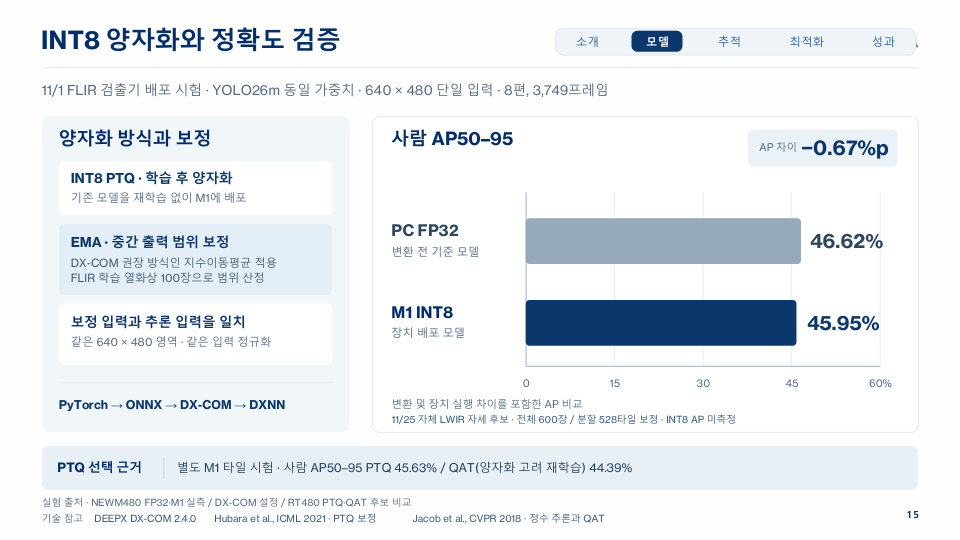 INT8 양자화와 정확도 검증
소개 모델 추적 최적화 성과
11/1 FLIR 검출기 배포 시험 · YOLO26m 동일 가중치 · 640 × 480 단일 입력 · 8편, 3,749프레임
양자화 방식과 보정
INT8 PTQ · 학습 후 양자화
기존 모델을 재학습 없이 M1에 배포
EMA · 중간 출력 범위 보정
DX-COM 권장 방식인 지수이동평균 적용
FLIR 학습 열화상 100장으로 범위 산정
보정 입력과 추론 입력을 일치
같은 640 × 480 영역 · 같은 입력 정규화
PyTorch → ONNX → DX-COM → DXNN
사람 AP50–95
AP 차이 −0.67%p
PC FP32
변환 전 기준 모델
46.62%
M1 INT8
장치 배포 모델
45.95%
0 15 30 45 60%
변환 및 장치 실행 차이를 포함한 AP 비교
11/25 자체 LWIR 자세 후보 · 전체 600장 / 분할 528타일 보정 · INT8 AP 미측정
PTQ 선택 근거 별도 M1 타일 시험 · 사람 AP50–95 PTQ 45.63% / QAT(양자화 고려 재학습) 44.39%
실험 출처 · NEWM480 FP32·M1 실측 / DX-COM 설정 / RT480 PTQ·QAT 후보 비교
기술 참고 DEEPX DX-COM 2.4.0 Hubara et al., ICML 2021 · PTQ 보정 Jacob et al., CVPR 2018 · 정수 추론과 QAT
15